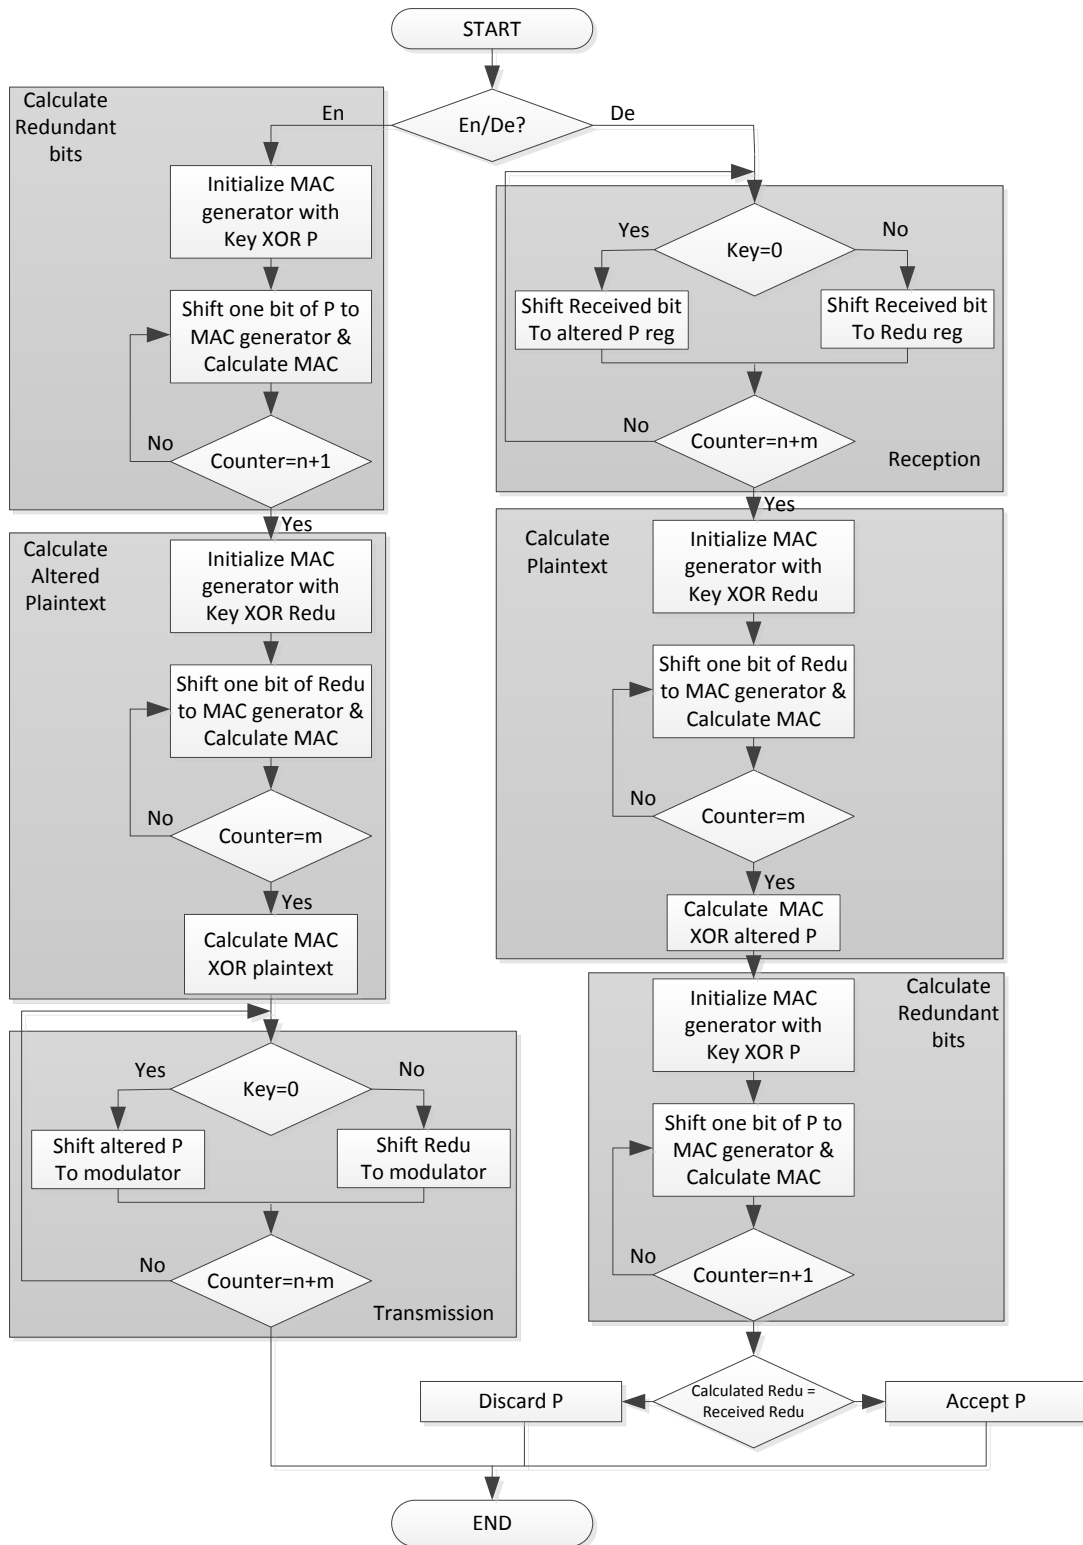 START
En/De?
En
De
Calculate
Redundant
bits
Initialize MAC
generator with
Key XOR P
Shift one bit of P to
MAC generator &
Calculate MAC
No
Counter=n+1
Yes
Calculate
Altered
Plaintext
Initialize MAC
generator with
Key XOR Redu
Shift one bit of Redu
to MAC generator &
Calculate MAC
No
Counter=m
Yes
Calculate MAC
XOR plaintext
Yes
Key=0
No
Shift altered P
To modulator
Shift Redu
To modulator
No
Counter=n+m
Transmission
Yes
Key=0
No
Shift Received bit
To altered P reg
Shift Received bit
To Redu reg
No
Counter=n+m
Reception
Yes
Calculate
Plaintext
Initialize MAC
generator with
Key XOR Redu
Shift one bit of Redu
to MAC generator &
Calculate MAC
No
Counter=m
Yes
Calculate MAC
XOR altered P
Calculate
Redundant
bits
Initialize MAC
generator with
Key XOR P
Shift one bit of P to
MAC generator &
Calculate MAC
No
Counter=n+1
Calculated Redu =
Received Redu
Discard P
Accept P
END